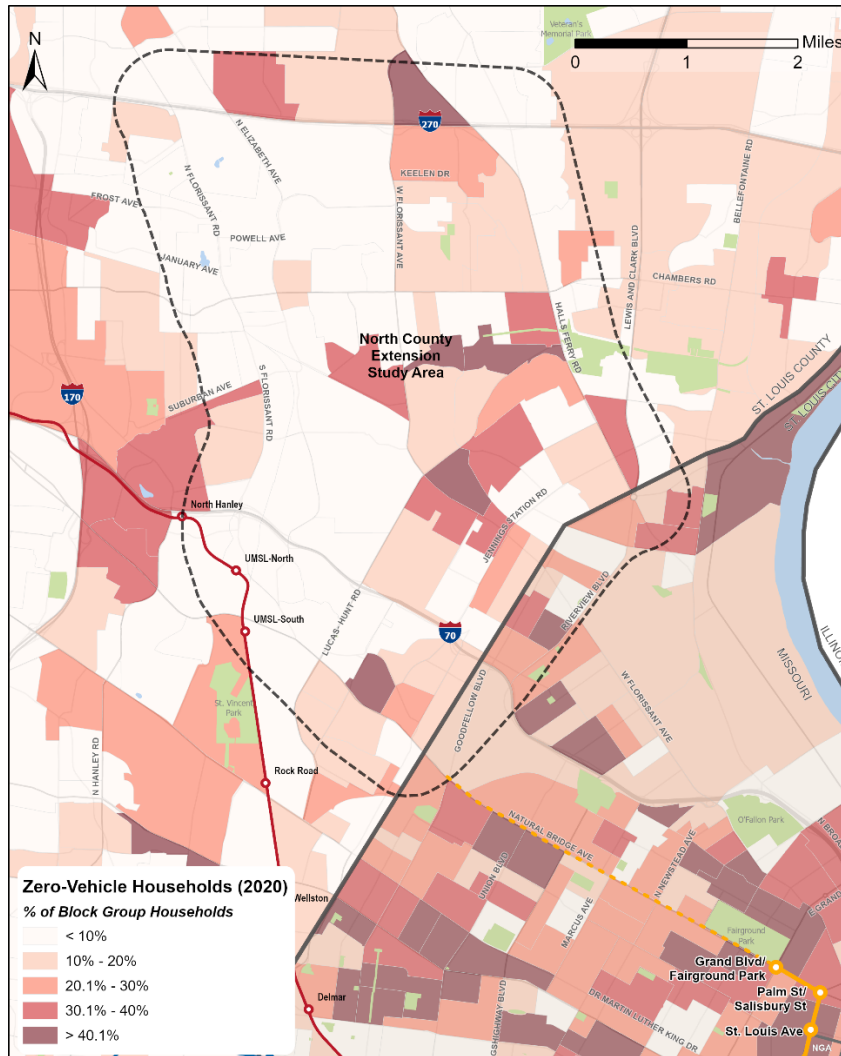 N
Veteran's
Memorial Park
Miles
0
1
2
270
N ELIZABETH AVE
N FLORISSANT RD
KEELEN DR
W FLORISSANT AVE
FROST AVE
POWELL AVE
JANUARY AVE
BELLEFONTAINE RD
LEWIS AND CLARK BLVD
CHAMBERS RD
HALLS FERRY RD
North County
Extension
Study Area
ST. LOUIS COUNTY
ST. LOUIS CITY
170
SUBURBAN AVE
S FLORISSANT RD
North Hanley
JENNINGS STATION RD
UMSL-North
UMSL-South
LUCAS- HUNT RD
RIVERVIEW BLVD
70
ILLINOIS
MISSOURI
GOODFELLOW BLVD
W FLORISSANT AVE
St. Vincent
Park
N HANLEY RD
Rock Road
NATURAL BRIDGE AVE
O'Fallon Park
N BROA
UNION BLVD
N NEWSTEAD AVE
MARCUS AVE
E GRAND
Fairground
Park
Grand Blvd/
Fairground Park
Palm St/
Salisbury St
St. Louis Ave
NGA
DR MARTIN LUTHER KING DR
GSHIGHWAY BLVD
Wellston
Delmar
Zero-Vehicle Households (2020)
% of Block Group Households
< 10%
10% - 20%
20.1% - 30%
30.1% - 40%
> 40.1%